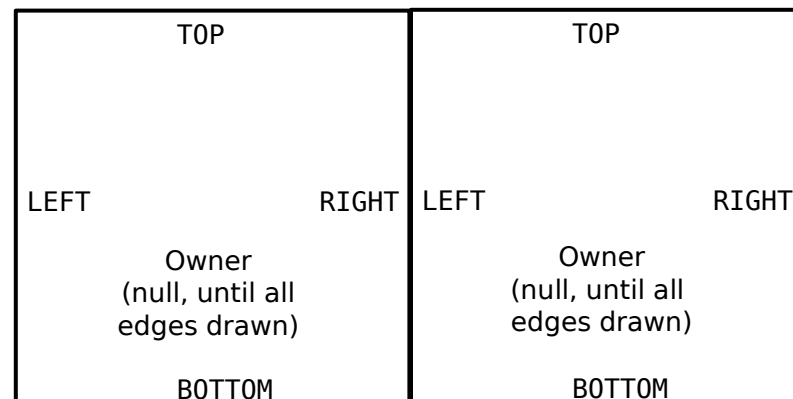 TOP
LEFT RIGHT
Owner
(null, until all
edges drawn)
BOTTOM
TOP
LEFT RIGHT
Owner
(null, until all
edges drawn)
BOTTOM